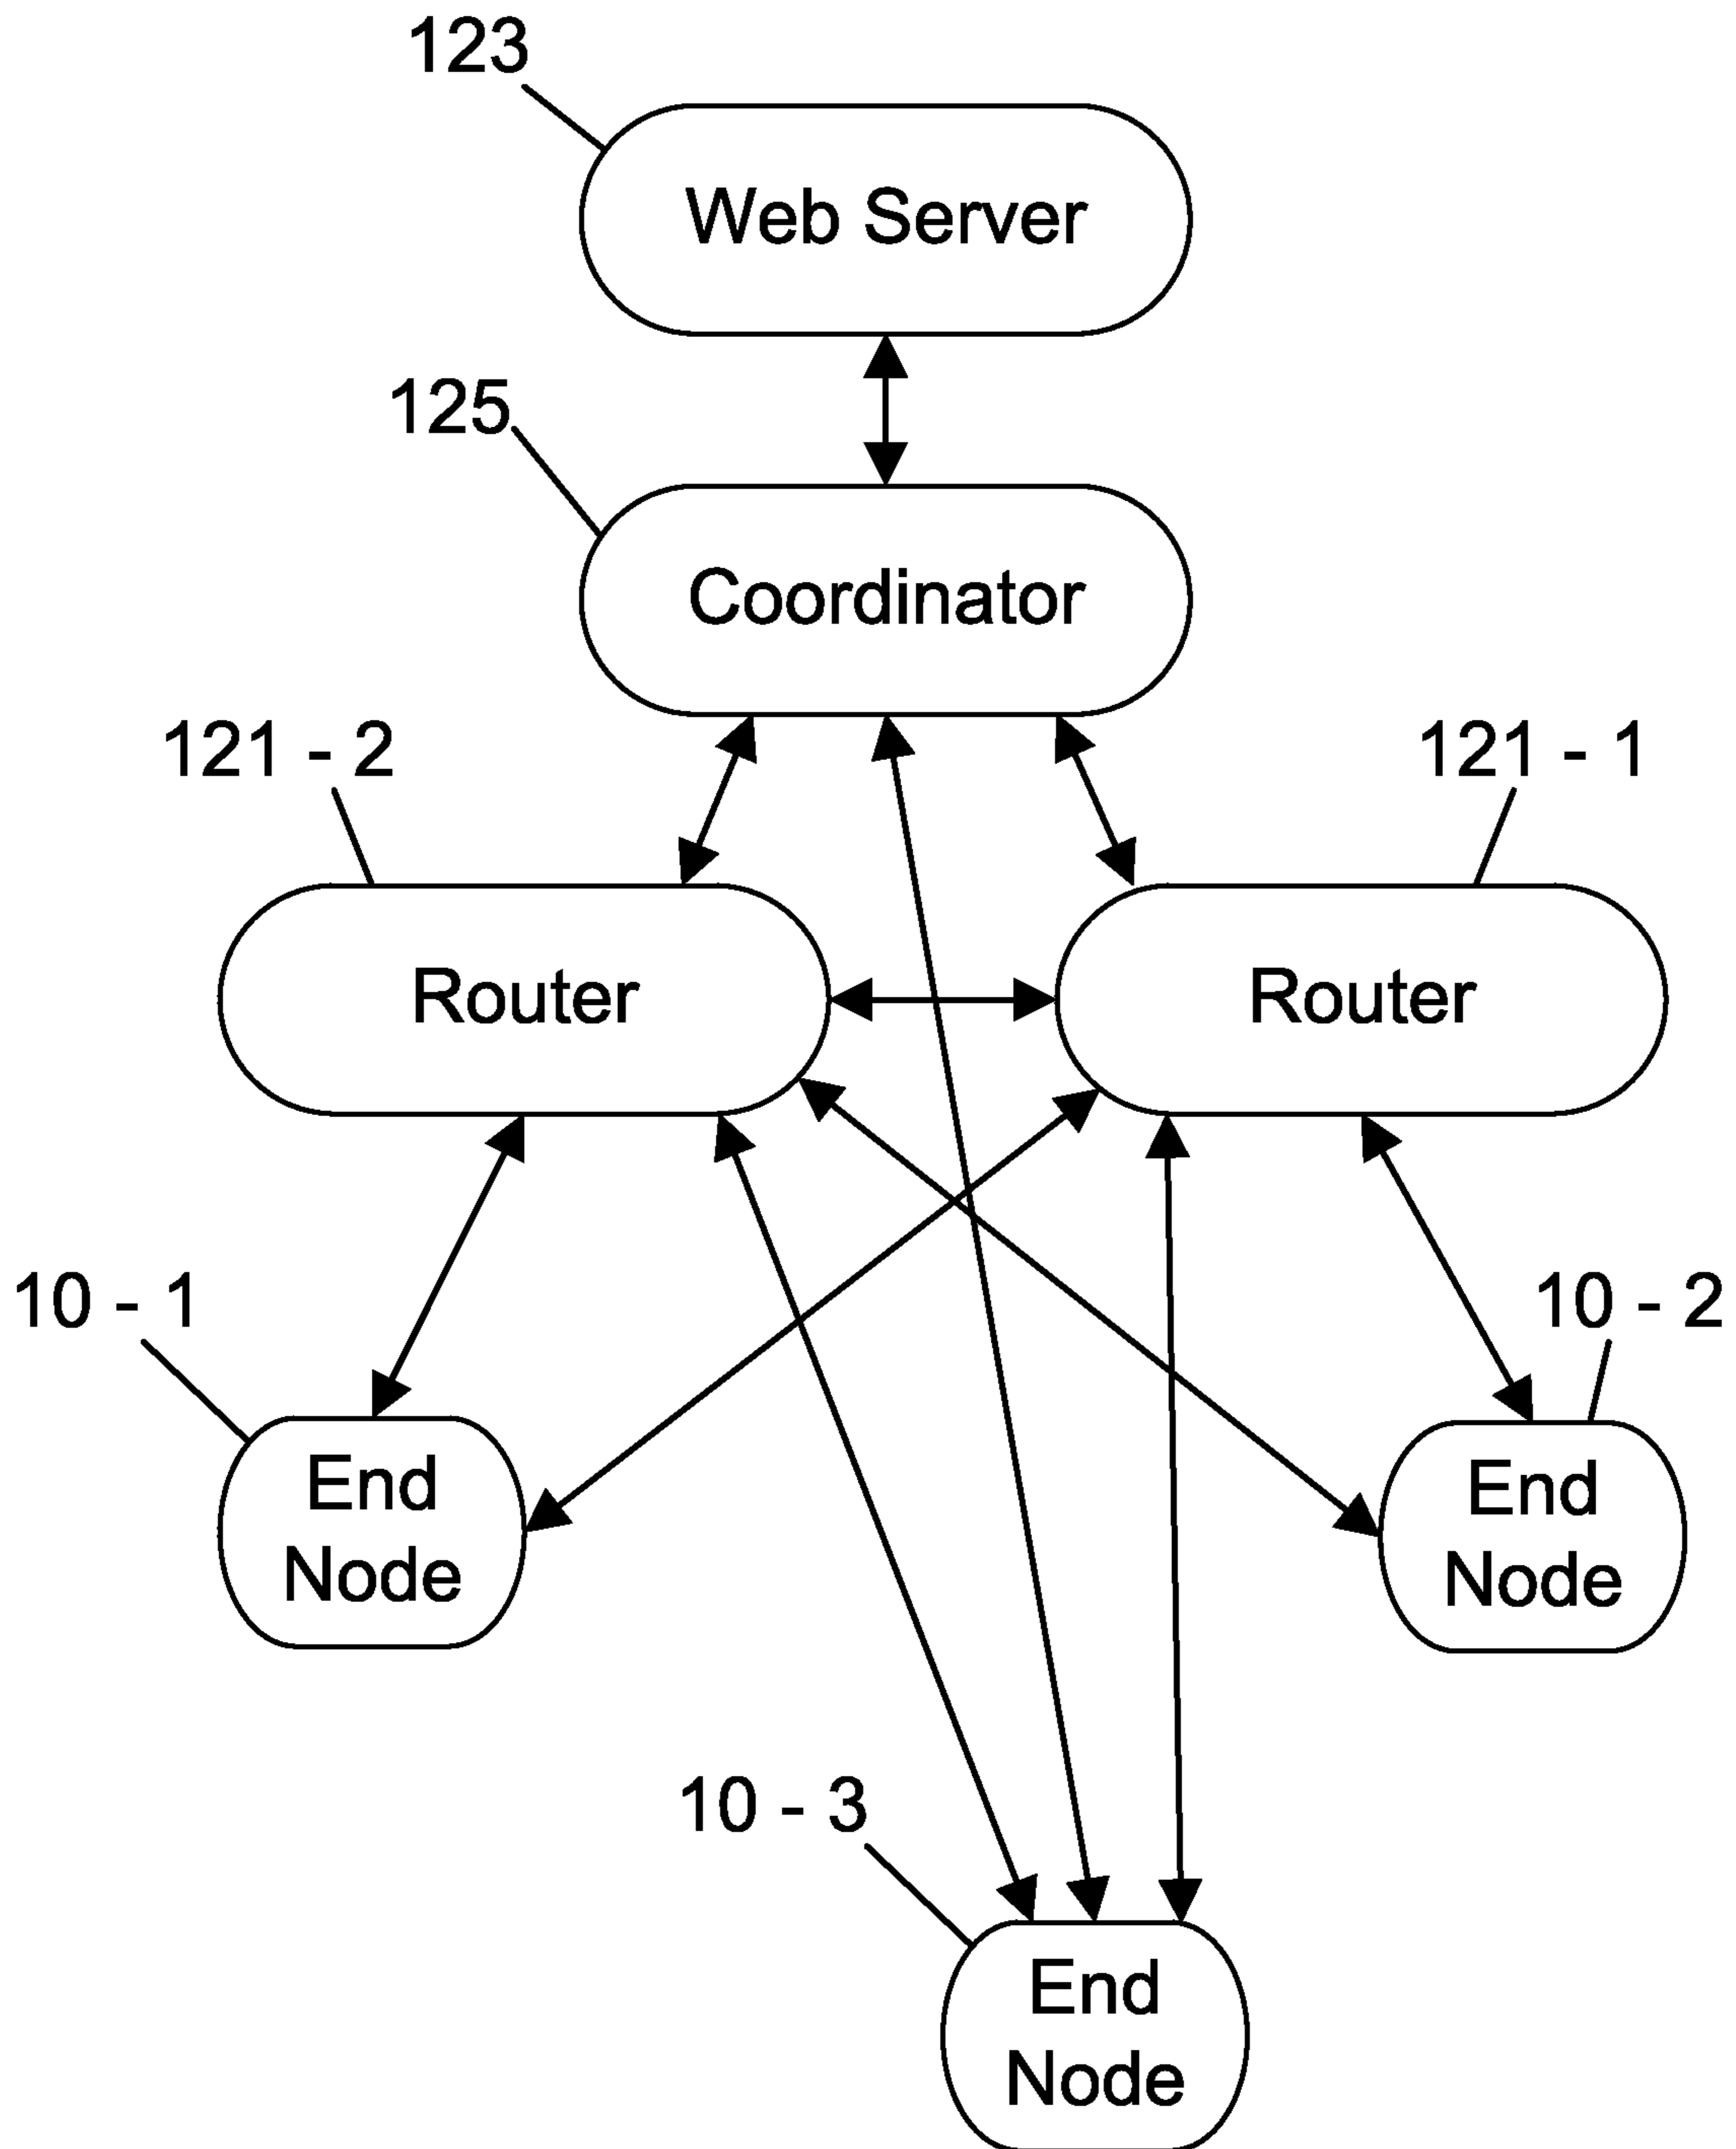 123
Web Server
125
Coordinator
121 - 2
121 - 1
Router
Router
10 - 1
10 - 2
End
Node
End
Node
10 - 3
End
Node